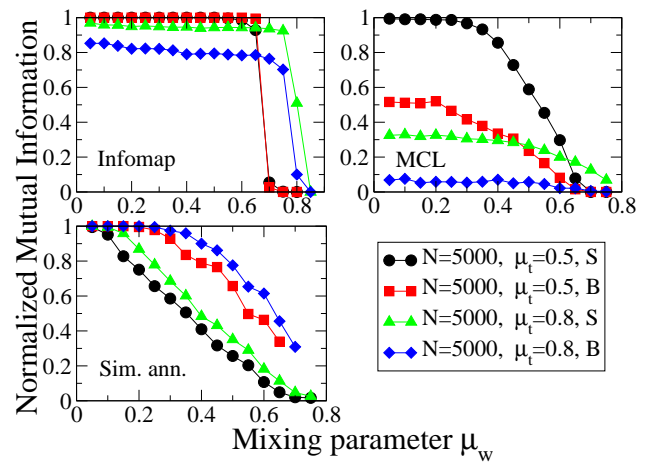 Normalized Mutual Information
1
0.8
0.6
0.4
0.2
0
Infomap
0 0.2 0.4 0.6 0.8
1
0.8
0.6
0.4
0.2
0
MCL
0 0.2 0.4 0.6 0.8
1
0.8
0.6
0.4
0.2
0
Sim. ann.
0 0.2 0.4 0.6 0.8
N=5000, μt=0.5, S
N=5000, μt=0.5, B
N=5000, μt=0.8, S
N=5000, μt=0.8, B
Mixing parameter μw